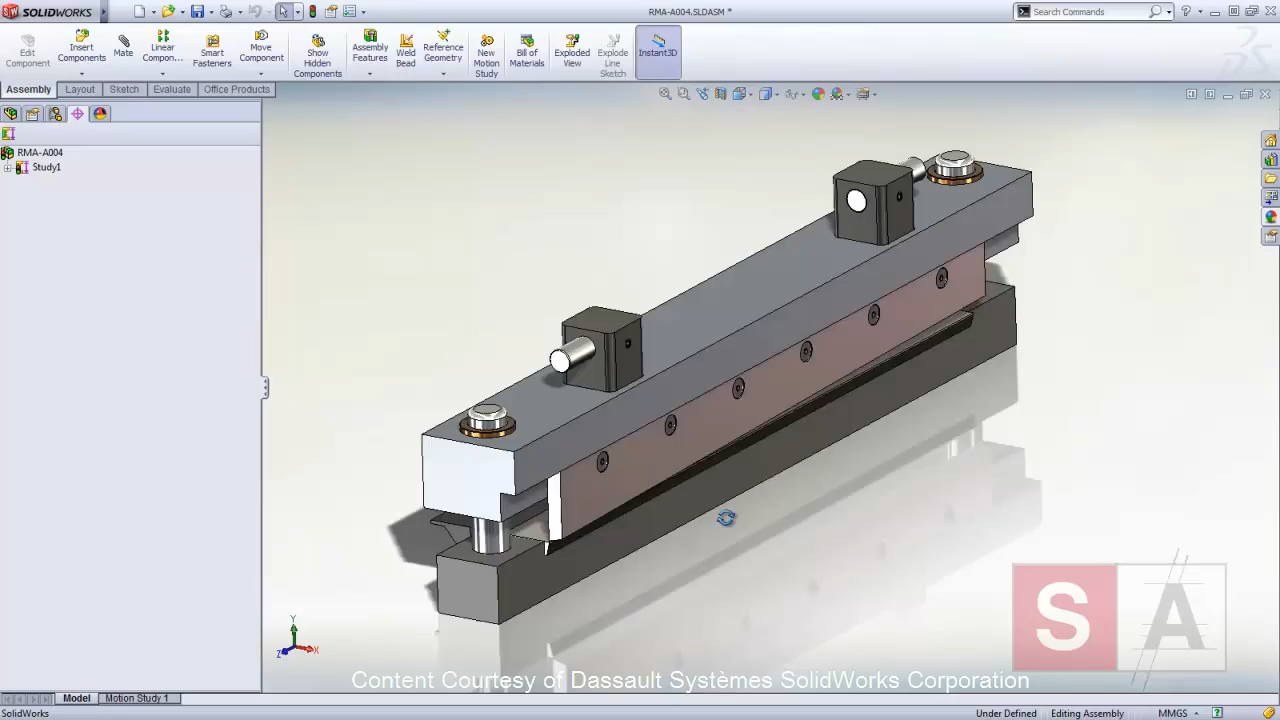 SOLIDWORKS
RMA-A004.SLDASM *
Search Commands
Edit Component
Insert Components
Mate
Linear Compon...
Smart Fasteners
Move Component
Show Hidden Components
Assembly Features
Weld Bead
Reference Geometry
New Motion Study
Bill of Materials
Exploded View
Explode Line Sketch
Instant3D
Assembly Layout Sketch Evaluate Office Products
RMA-A004
Study1
Y
Z
X
SA
Content Courtesy of Dassault Systèmes SolidWorks Corporation
Model Motion Study 1
SolidWorks
Under Defined Editing Assembly MMGS